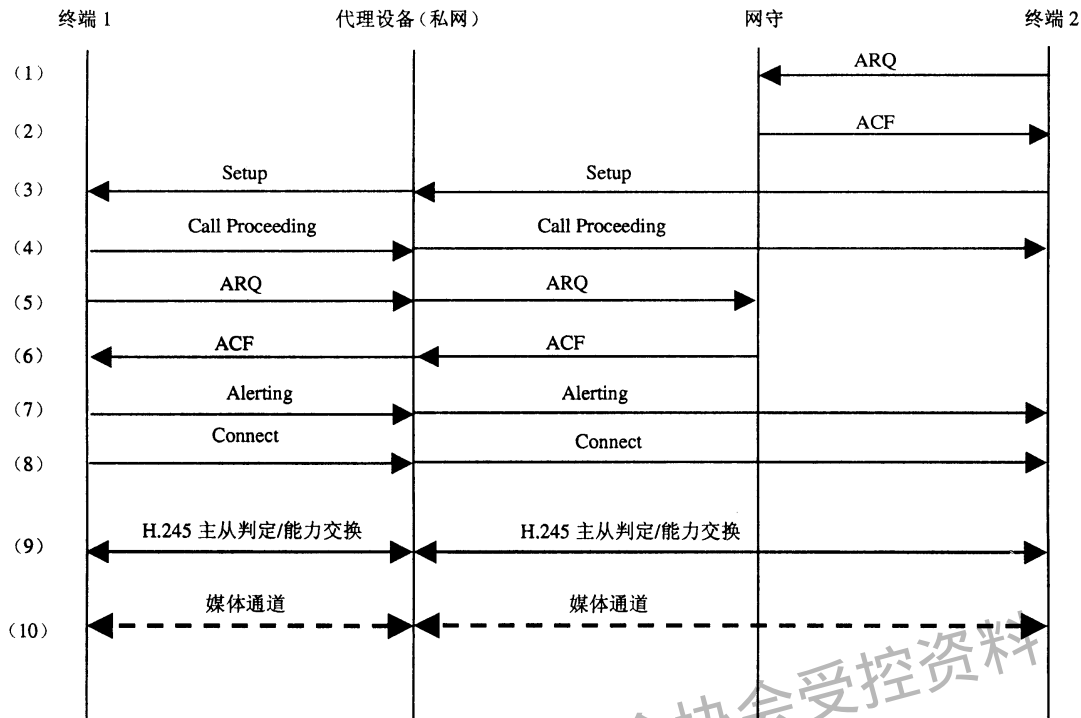 终端 1 代理设备（私网） 网守 终端 2
（1） ARQ
（2） ACF
（3） Setup Setup
（4） Call Proceeding Call Proceeding
（5） ARQ ARQ
（6） ACF ACF
（7） Alerting Alerting
（8） Connect Connect
（9） H.245 主从判定/能力交换 H.245 主从判定/能力交换
（10） 媒体通道 媒体通道
协会受控资料